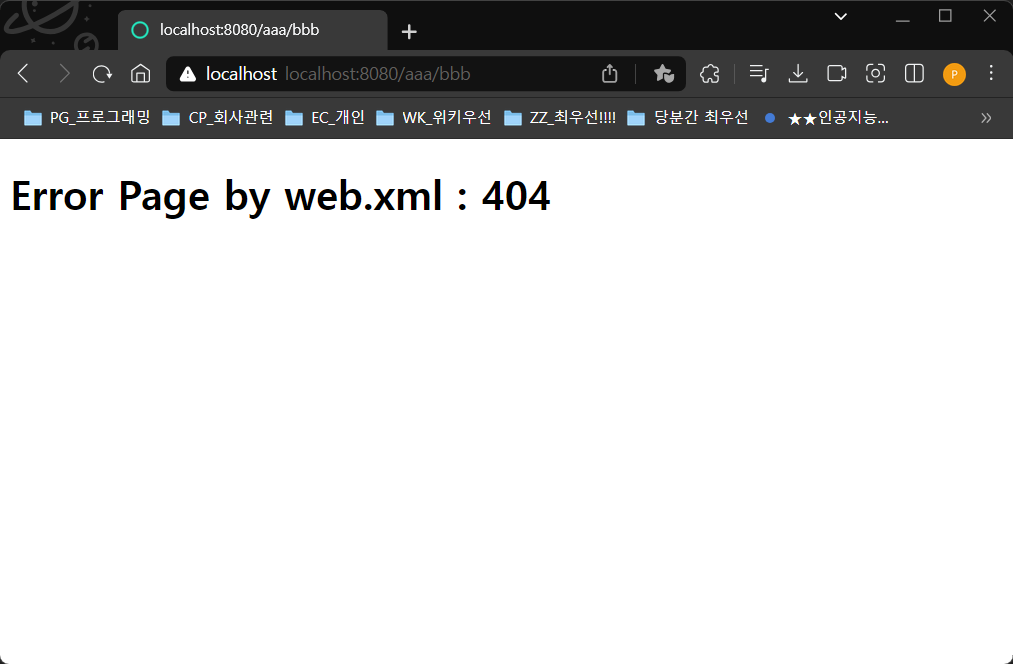 localhost:8080/aaa/bbb
localhost localhost:8080/aaa/bbb P
PG_프로그래밍 CP_회사관련 EC_개인 WK_위키우선 ZZ_최우선!!!! 당분간 최우선 ★★인공지능...
Error Page by web.xml : 404